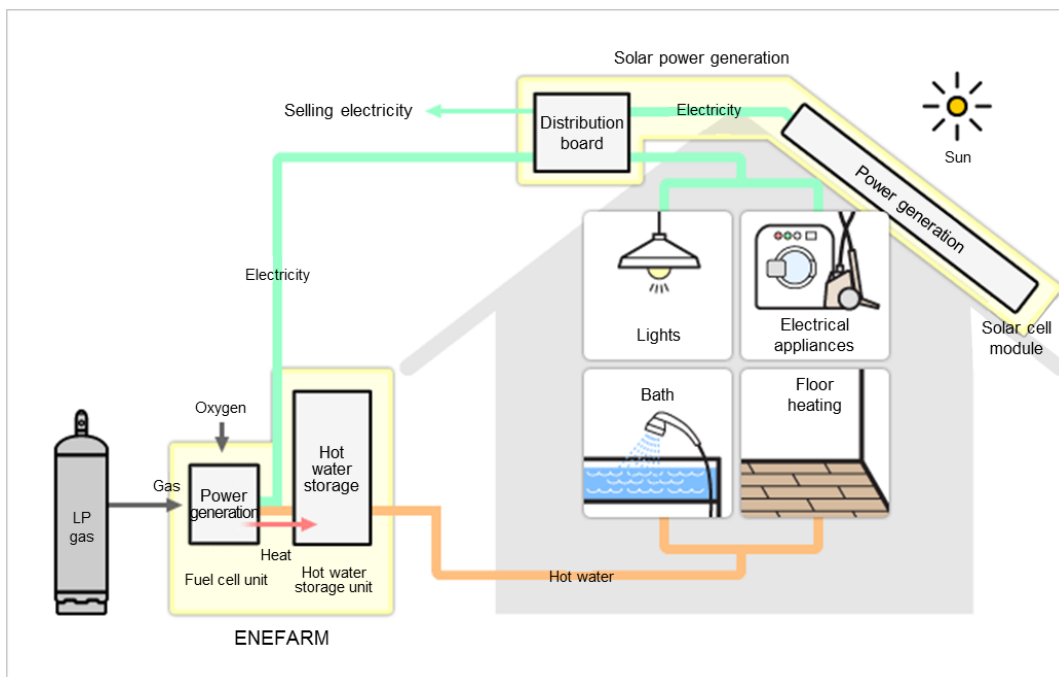 Solar power generation
Selling electricity
Distribution
board
Electricity
Sun
Power generation
Solar cell
module
Electricity
Lights
Electrical
appliances
Bath
Floor
heating
Oxygen
Gas
LP
gas
Power
generation
Hot
water
storage
Heat
Fuel cell unit
Hot water
storage unit
Hot water
ENEFARM